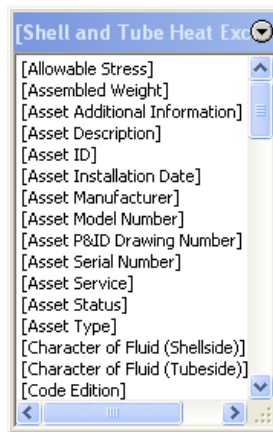 [Shell and Tube Heat Exc
[Allowable Stress]
[Assembled Weight]
[Asset Additional Information]
[Asset Description]
[Asset ID]
[Asset Installation Date]
[Asset Manufacturer]
[Asset Model Number]
[Asset P&ID Drawing Number]
[Asset Serial Number]
[Asset Service]
[Asset Status]
[Asset Type]
[Character of Fluid (Shellside)]
[Character of Fluid (Tubeside)]
[Code Edition]